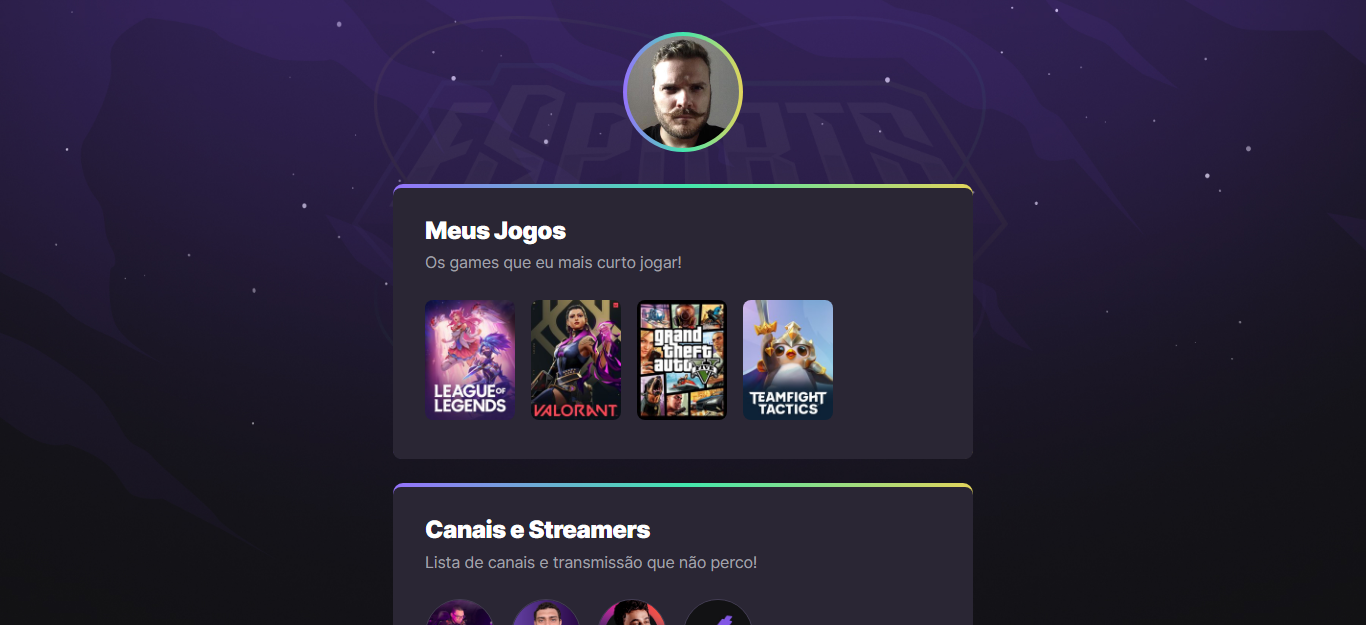 ESPORTS
Meus Jogos
Os games que eu mais curto jogar!
LEAGUE OF
LEGENDS
VALORANT
grand
theft
auto
V
FIVE
TEAMFIGHT
TACTICS
Canais e Streamers
Lista de canais e transmissão que não perco!